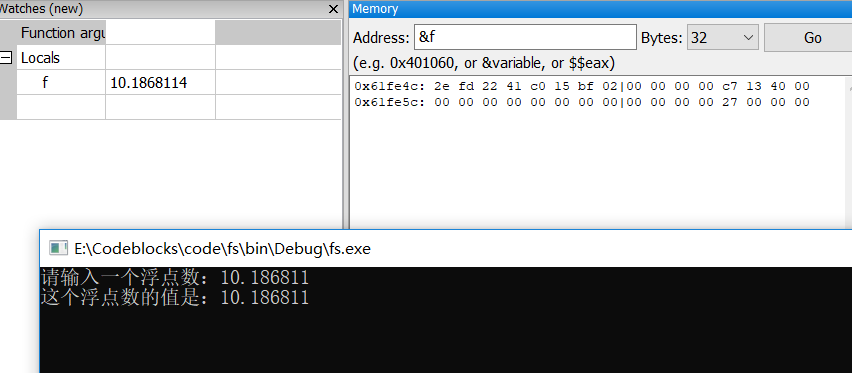 Watches (new)
Function argu
Locals
f 10.1868114
Memory
Address: &f Bytes: 32 Go
(e.g. 0x401060, or &variable, or $$eax)
0x61fe4c: 2e fd 22 41 c0 15 bf 02|00 00 00 00 c7 13 40 00
0x61fe5c: 00 00 00 00 00 00 00 00|00 00 00 00 27 00 00 00
E:\Codeblocks\code\fs\bin\Debug\fs.exe
请输入一个浮点数：10.186811
这个浮点数的值是：10.186811